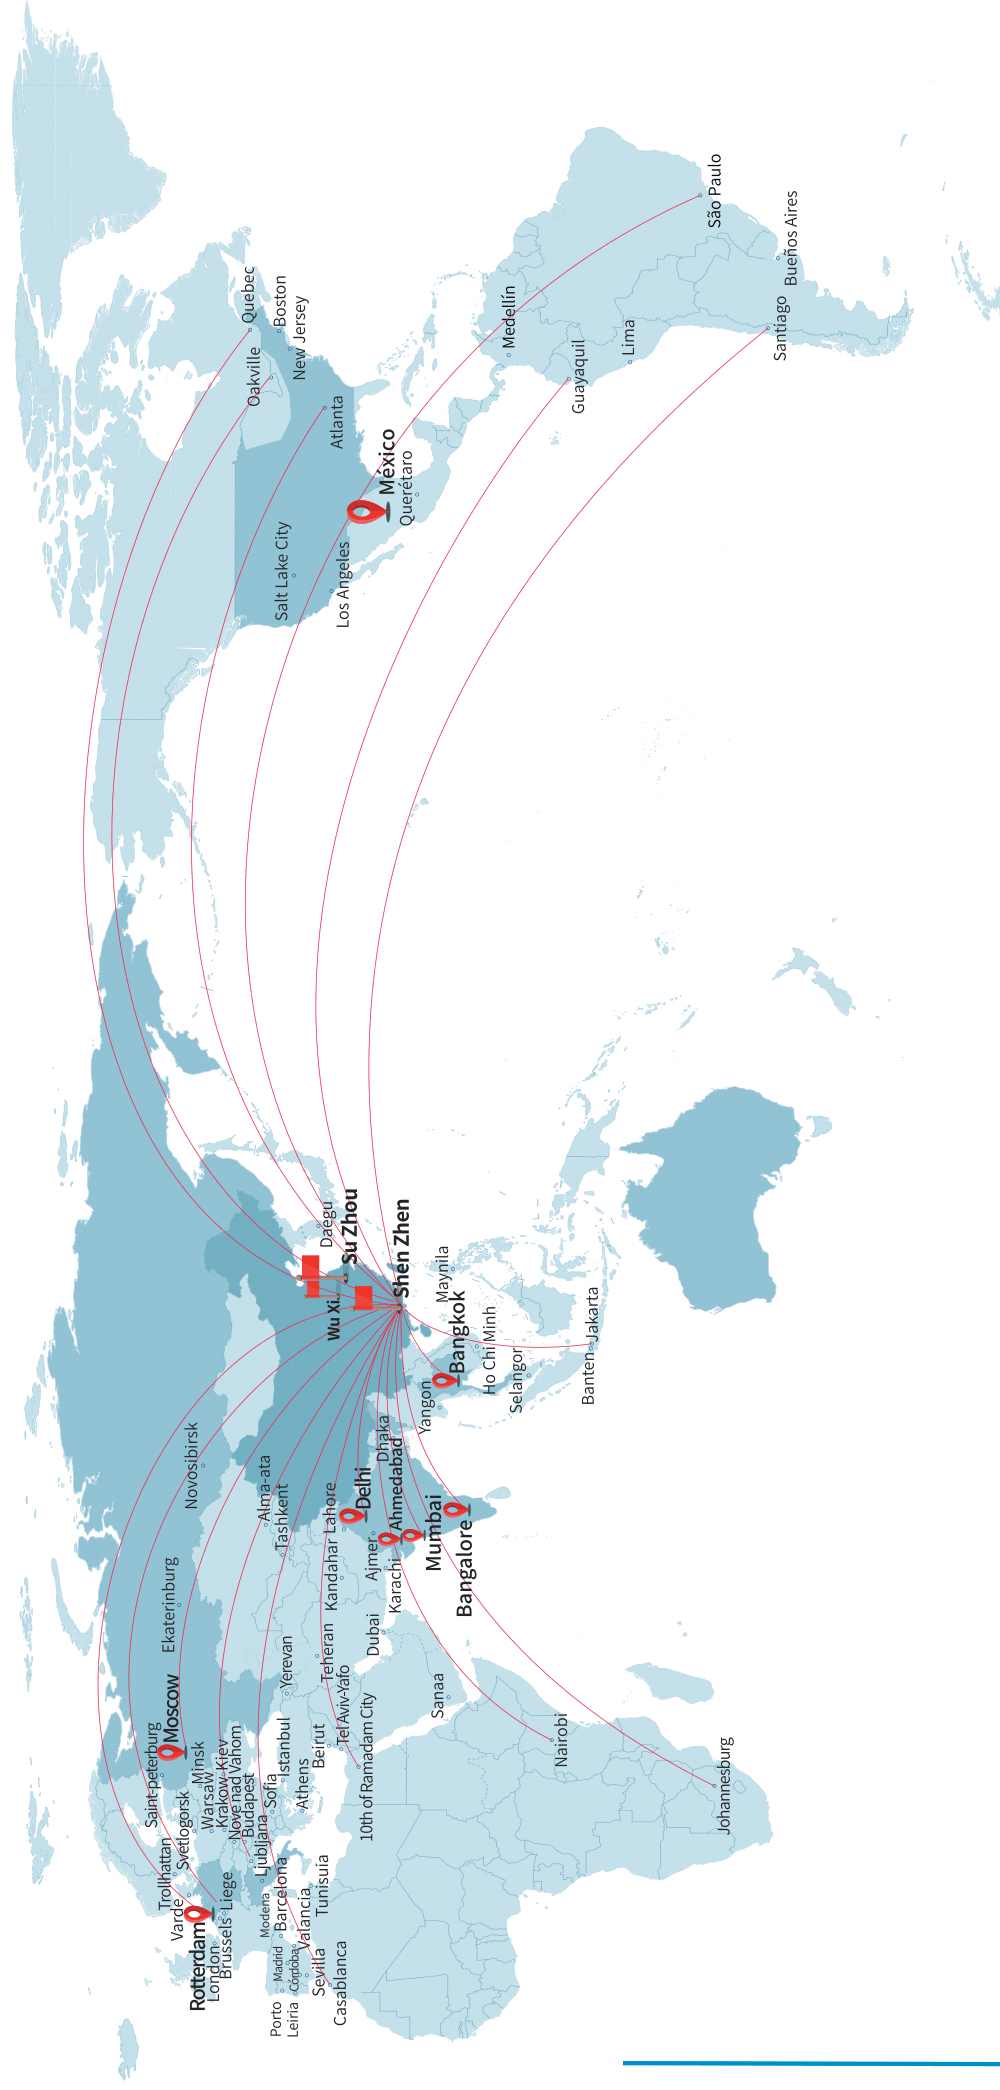 Rotterdam
London
Brussels
Liege
Varde
Trollhattan
Svetlogorsk
Saint-peterburg
Moscow
Minsk
Warsaw
Krakow
Kiev
Nove nad Vahom
Budapest
Ljubljana
Sofia
Istanbul
Athens
Beirut
Tel Aviv-Yafo
10th of Ramadam City
Modena
Barcelona
Valancia
Tunisuia
Madrid
Córdoba
Sevilla
Porto
Leiria
Casablanca
Ekaterinburg
Novosibirsk
Alma-ata
Tashkent
Yerevan
Teheran
Kandahar
Lahore
Delhi
Ajmer
Ahmedabad
Karachi
Dubai
Sanaa
Mumbai
Bangalore
Dhaka
Yangon
Nairobi
Johannesburg
Wu Xi
Su Zhou
Daegu
Shen Zhen
Maynila
Bangkok
Ho Chi Minh
Selangor
Banten
Jakarta
Quebec
Boston
Oakville
New Jersey
Atlanta
Salt Lake City
Los Angeles
México
Querétaro
Medellín
Guayaquil
Lima
São Paulo
Bueños Aires
Santiago